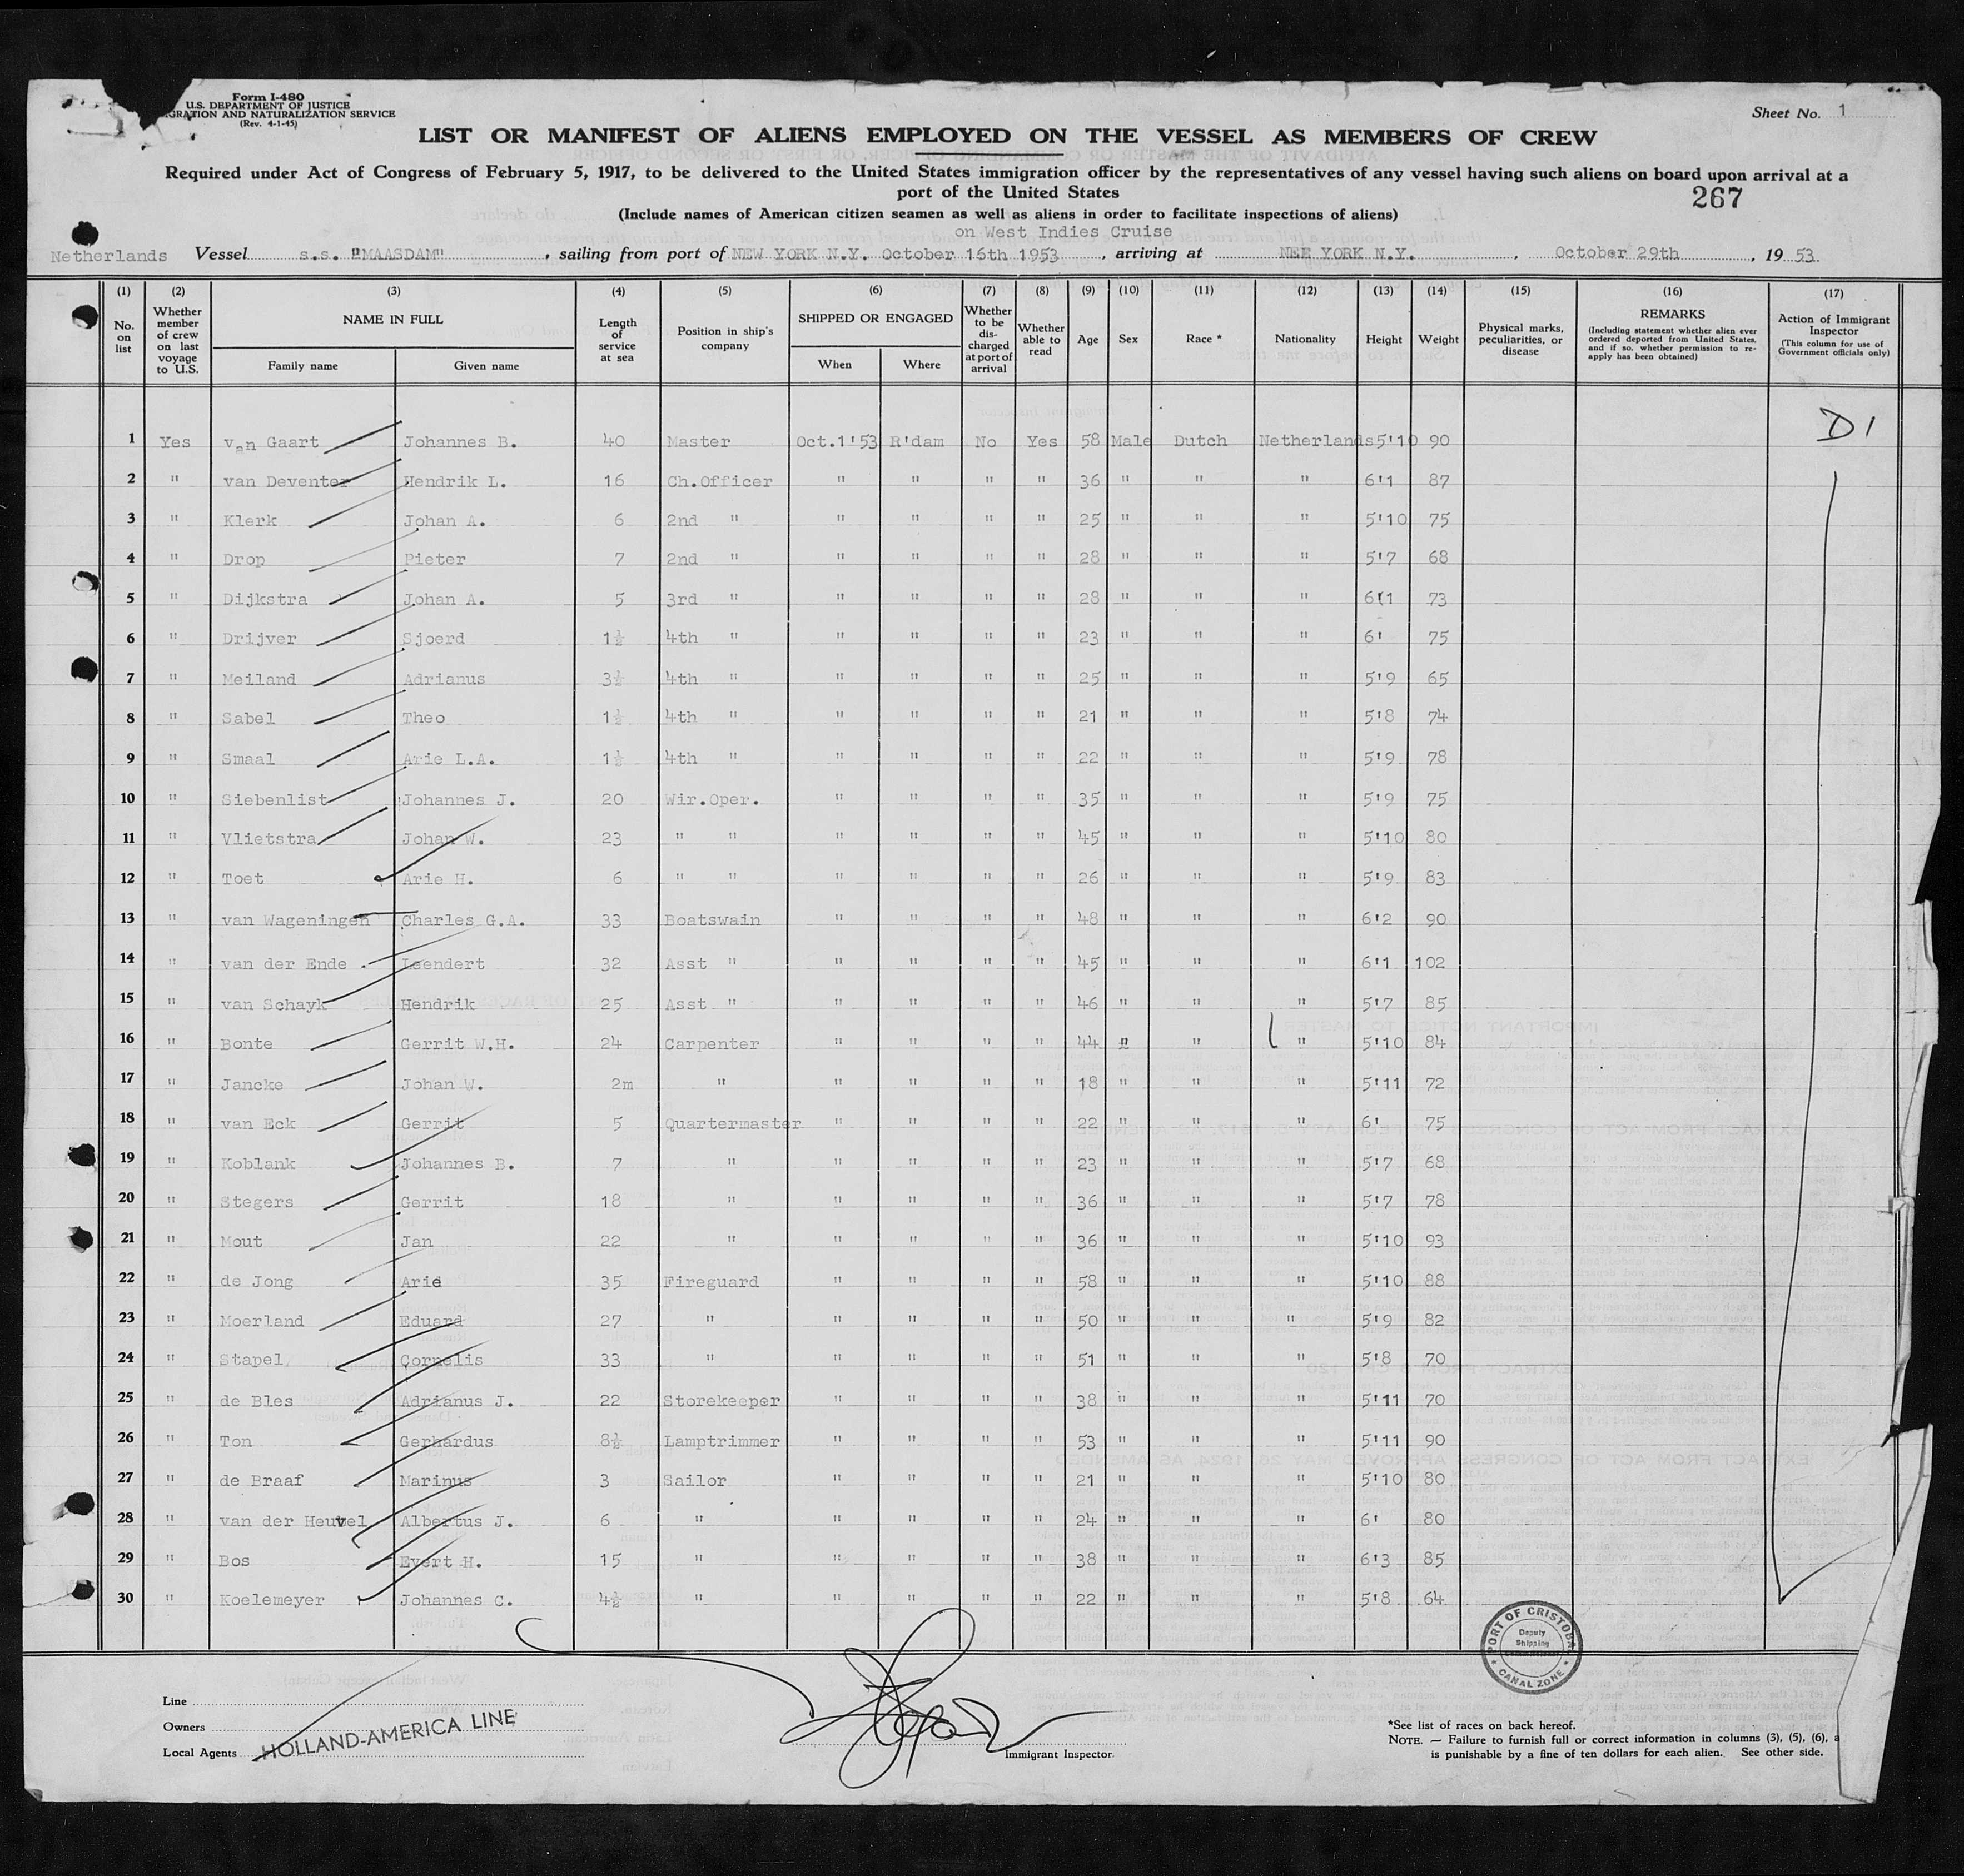 Form I-480
U.S. DEPARTMENT OF JUSTICE
GRATION AND NATURALIZATION SERVICE
(Rev. 4-1-45)
Sheet No. 1
LIST OR MANIFEST OF ALIENS EMPLOYED ON THE VESSEL AS MEMBERS OF CREW
Required under Act of Congress of February 5, 1917, to be delivered to the United States immigration officer by the representatives of any vessel having such aliens on board upon arrival at a
port of the United States
267
(Include names of American citizen seamen as well as aliens in order to facilitate inspections of aliens)
on West Indies Cruise
Netherlands Vessel s.s. "MAASDAM" , sailing from port of NEW YORK N.Y. October 16th 1953 , arriving at NEE YORK N.Y. , October 29th , 19 53
(1) (2) (3) (4) (5) (6) (7) (8) (9) (10) (11) (12) (13) (14) (15) (16) (17)
No. on list Whether member of crew on last voyage to U.S. NAME IN FULL Family name Given name Length of service at sea Position in ship's company SHIPPED OR ENGAGED When Where Whether to be discharged at port of arrival Whether able to read Age Sex Race * Nationality Height Weight Physical marks, peculiarities, or disease REMARKS (Including statement whether alien ever ordered deported from United States, and if so, whether permission to reapply has been obtained) Action of Immigrant Inspector (This column for use of Government officials only)
D1
1 Yes van Gaart Johannes B. 40 Master Oct.1'53 R'dam No Yes 58 Male Dutch Netherlands 5'10 90
2 " van Deventer Hendrik L. 16 Ch.Officer " " " " 36 " " " 6'1 87
3 " Klerk Johan A. 6 2nd " " " " " 25 " " " 5'10 75
4 " Drop Pieter 7 2nd " " " " " 28 " " " 5'7 68
5 " Dijkstra Johan A. 5 3rd " " " " " 28 " " " 6'1 73
6 " Drijver Sjoerd 1½ 4th " " " " " 23 " " " 6' 75
7 " Meiland Adrianus 3½ 4th " " " " " 25 " " " 5'9 65
8 " Sabel Theo 1½ 4th " " " " " 21 " " " 5'8 74
9 " Smaal Arie L.A. 1½ 4th " " " " " 22 " " " 5'9 78
10 " Siebenlist Johannes J. 20 Wir.Oper. " " " " 35 " " " 5'9 75
11 " Vlietstra Johan W. 23 " " " " " " 45 " " " 5'10 80
12 " Toet Arie H. 6 " " " " " " 26 " " " 5'9 83
13 " van Wageningen Charles G.A. 33 Boatswain " " " " 48 " " " 6'2 90
14 " van der Ende Leendert 32 Asst " " " " " 45 " " " 6'1 102
15 " van Schayk Hendrik 25 Asst " " " " " 46 " " " 5'7 85
16 " Bonte Gerrit W.H. 24 Carpenter " " " " 44 " " " 5'10 84
17 " Jancke Johan W. 2m " " " " " 18 " " " 5'11 72
18 " van Eck Gerrit 5 Quartermaster " " " " 22 " " " 6' 75
19 " Koblank Johannes B. 7 " " " " " 23 " " " 5'7 68
20 " Stegers Gerrit 18 " " " " " 36 " " " 5'7 78
21 " Mout Jan 22 " " " " " 36 " " " 5'10 93
22 " de Jong Arie 35 Fireguard " " " " 58 " " " 5'10 88
23 " Moerland Eduard 27 " " " " " 50 " " " 5'9 82
24 " Stapel Cornelis 33 " " " " " 51 " " " 5'8 70
25 " de Bles Adrianus J. 22 Storekeeper " " " " 38 " " " 5'11 70
26 " Ton Gerhardus 8½ Lamptrimmer " " " " 53 " " " 5'11 90
27 " de Braaf Marinus 3 Sailor " " " " 21 " " " 5'10 80
28 " van der Heuvel Albertus J. 6 " " " " " 24 " " " 6' 80
29 " Bos Evert H. 15 " " " " " 38 " " " 6'3 85
30 " Koelemeyer Johannes C. 4½ " " " " " 22 " " " 5'8 64
PORT OF CRISTOBA
Deputy
Shipping
CANAL ZONE
Line
Owners
Local Agents HOLLAND-AMERICA LINE
Immigrant Inspector.
*See list of races on back hereof.
NOTE. — Failure to furnish full or correct information in columns (3), (5), (6), a
is punishable by a fine of ten dollars for each alien. See other side.